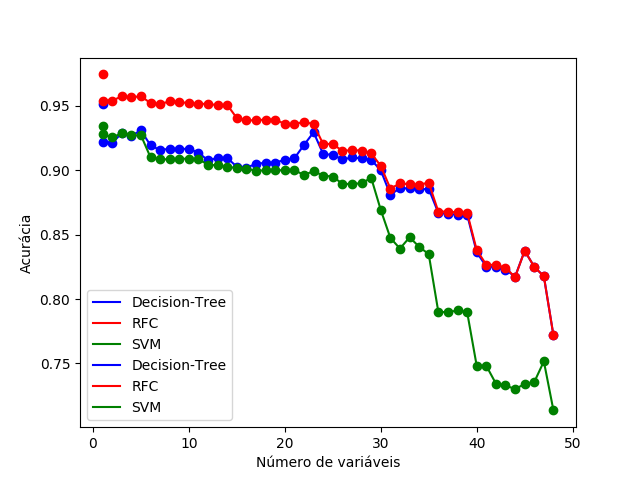 0.95
0.90
0.85
0.80
0.75
Acurácia
Decision-Tree
RFC
SVM
Decision-Tree
RFC
SVM
0
10
20
30
40
50
Número de variáveis